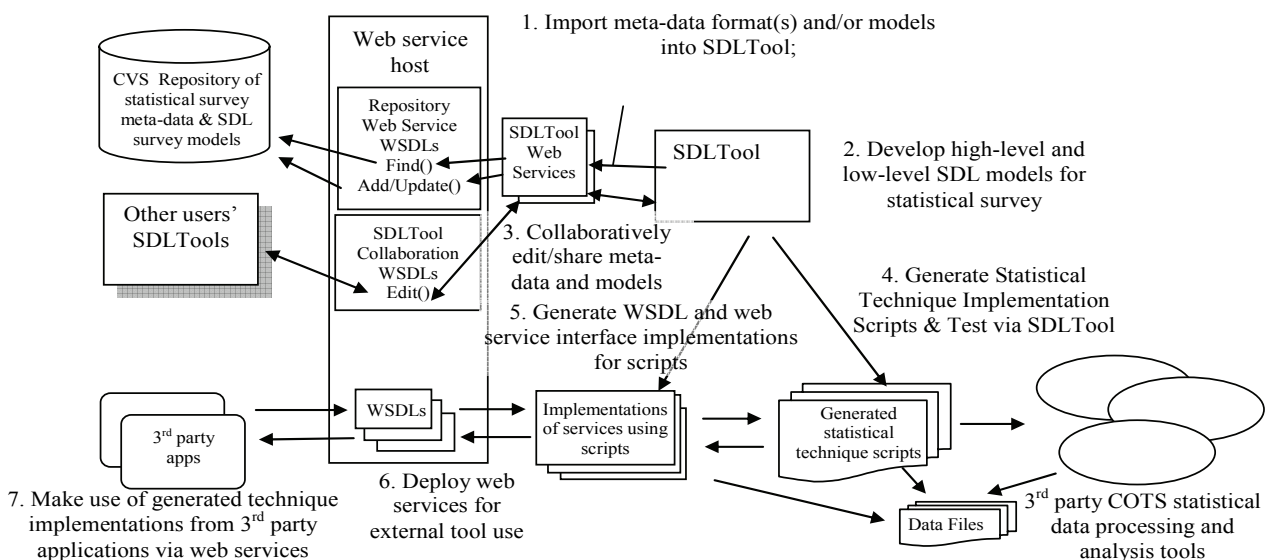 1. Import meta-data format(s) and/or models
into SDLTool;
Web service
host
CVS Repository of
statistical survey
meta-data & SDL
survey models
Repository
Web Service
WSDLs
Find()
Add/Update()
SDLTool
Web
Services
SDLTool
2. Develop high-level and
low-level SDL models for
statistical survey
Other users'
SDLTools
SDLTool
Collaboration
WSDLs
Edit()
3. Collaboratively
edit/share meta-
data and models
4. Generate Statistical
Technique Implementation
Scripts & Test via SDLTool
5. Generate WSDL and web
service interface implementations
for scripts
3rd party
apps
WSDLs
Implementations
of services using
scripts
Generated
statistical
technique scripts
6. Deploy web
services for
external tool use
7. Make use of generated technique
implementations from 3rd party
applications via web services
Data Files
3rd party COTS statistical
data processing and
analysis tools